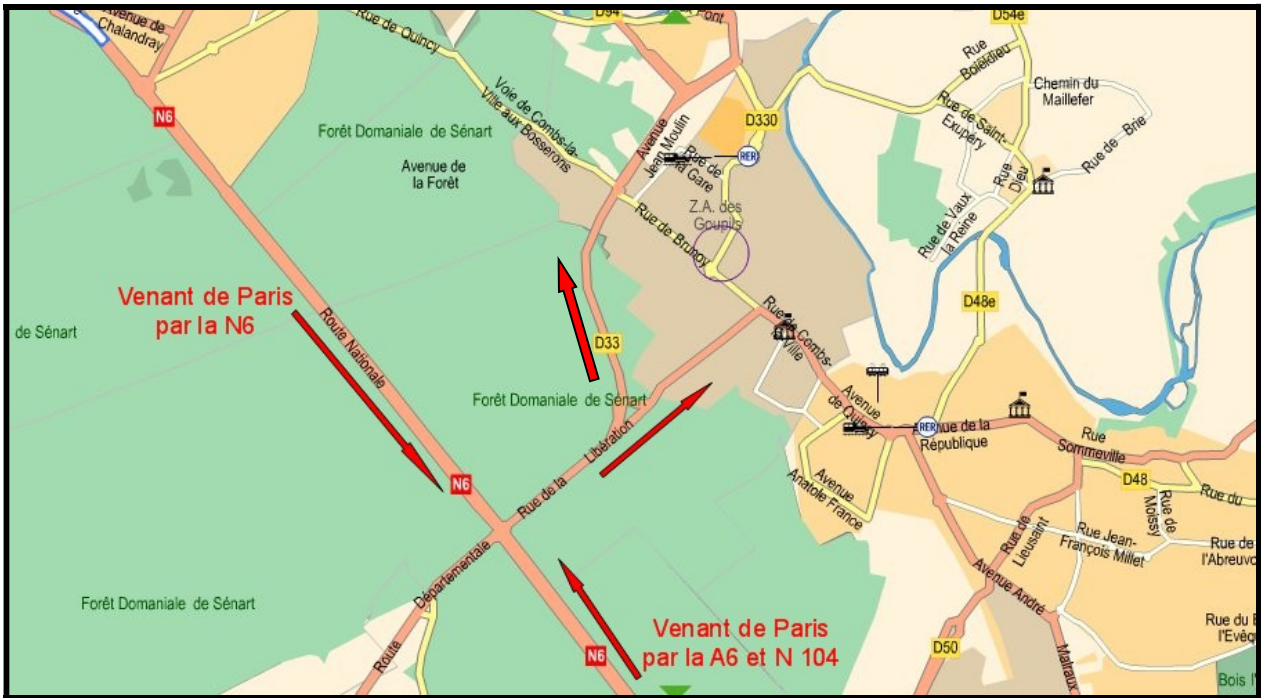 Avenue de
Chalandray
Rue de Quincy
D94
Pont
D54e
Rue
Boiëldieu
Chemin du
Maillefer
Rue de Saint-
Exupéry
Rue de Brie
Rue
Dieu
Rue de Vaux
la Reine
N6
Voie de Combs-la-
Ville aux Bosserons
Forêt Domaniale de Sénart
Avenue de
la Forêt
Avenue
Jean Moulin
D330
RER
Rue de
la Gare
Z.A. des
Goupils
Rue de Brunoy
Venant de Paris
par la N6
de Sénart
Route Nationale
D33
D48e
Rue de Combs-
la-Ville
Forêt Domaniale de Sénart
Avenue
de Quincy
RER
Avenue de la
République
Rue
Sommeville
D48
Rue du
Rue de
Moissy
Avenue
Anatole France
Rue de la
Libération
N6
Rue Jean-
François Millet
Rue de
Lieusaint
Rue de
l'Abreuvo
Route
Départementale
Avenue André
Malraux
Forêt Domaniale de Sénart
Venant de Paris
par la A6 et N 104
N6
D50
Rue du
l'Evêq
Bois l'